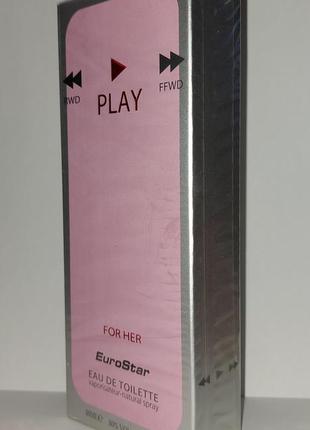 RWD
FFWD
PLAY
FOR HER
EuroStar
EAU DE TOILETTE
vaporisateur-natural spray